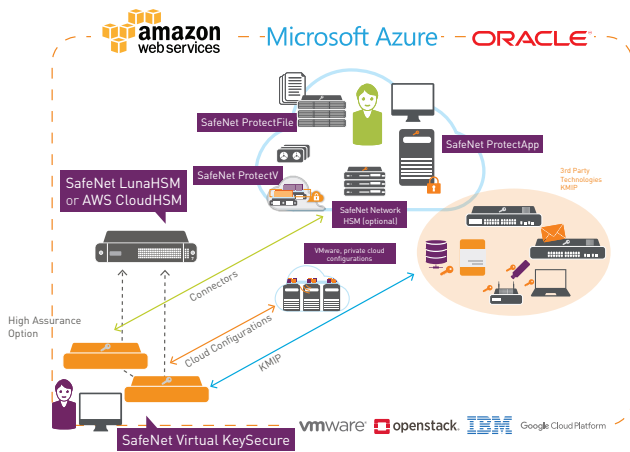 amazon
web services
Microsoft Azure
ORACLE
SafeNet ProtectFile
SafeNet ProtectApp
SafeNet ProtectV
SafeNet LunaHSM
or AWS CloudHSM
SafeNet Network
HSM (optional)
3rd Party
Technologies
KMIP
VMware, private cloud
configurations
Connectors
Cloud Configurations
KMIP
High Assurance
Option
SafeNet Virtual KeySecure
vmware
openstack.
IBM
Google Cloud Platform